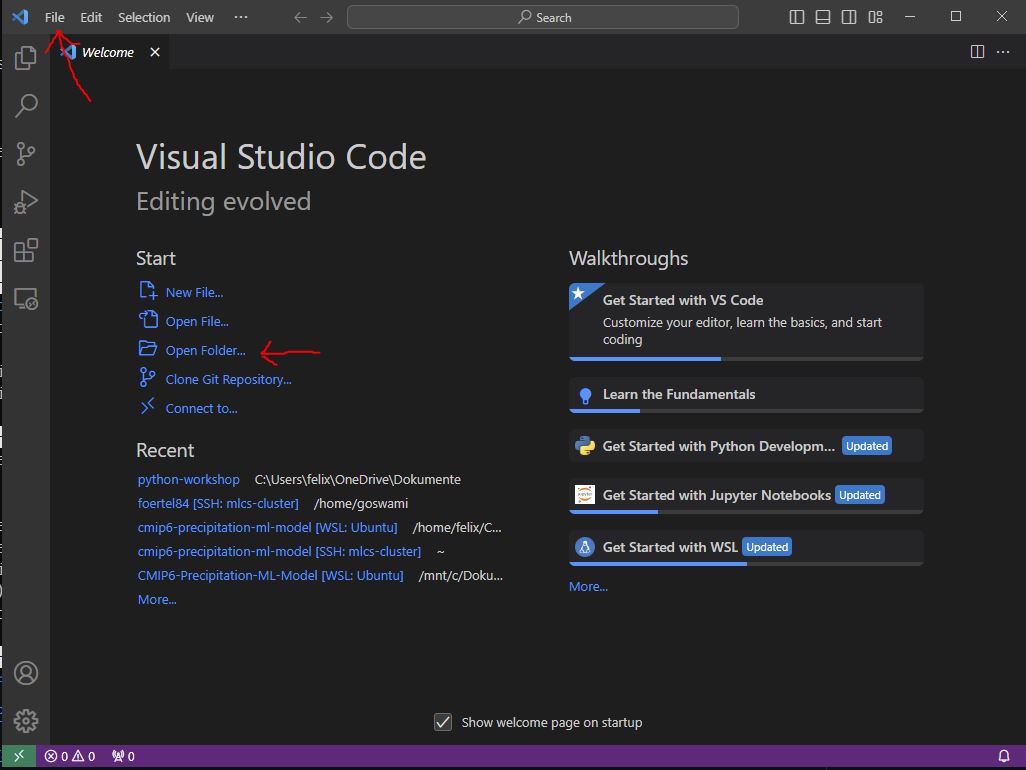 File Edit Selection View ··· Search
Welcome
Visual Studio Code
Editing evolved
Start
New File...
Open File...
Open Folder...
Clone Git Repository...
Connect to...
Recent
python-workshop C:\Users\felix\OneDrive\Dokumente
foertel84 [SSH: mlcs-cluster] /home/goswami
cmip6-precipitation-ml-model [WSL: Ubuntu] /home/felix/C...
cmip6-precipitation-ml-model [SSH: mlcs-cluster] ~
CMIP6-Precipitation-ML-Model [WSL: Ubuntu] /mnt/c/Doku...
More...
Walkthroughs
Get Started with VS Code
Customize your editor, learn the basics, and start
coding
Learn the Fundamentals
Get Started with Python Developm... Updated
Get Started with Jupyter Notebooks Updated
Get Started with WSL Updated
More...
Show welcome page on startup
0 0 0